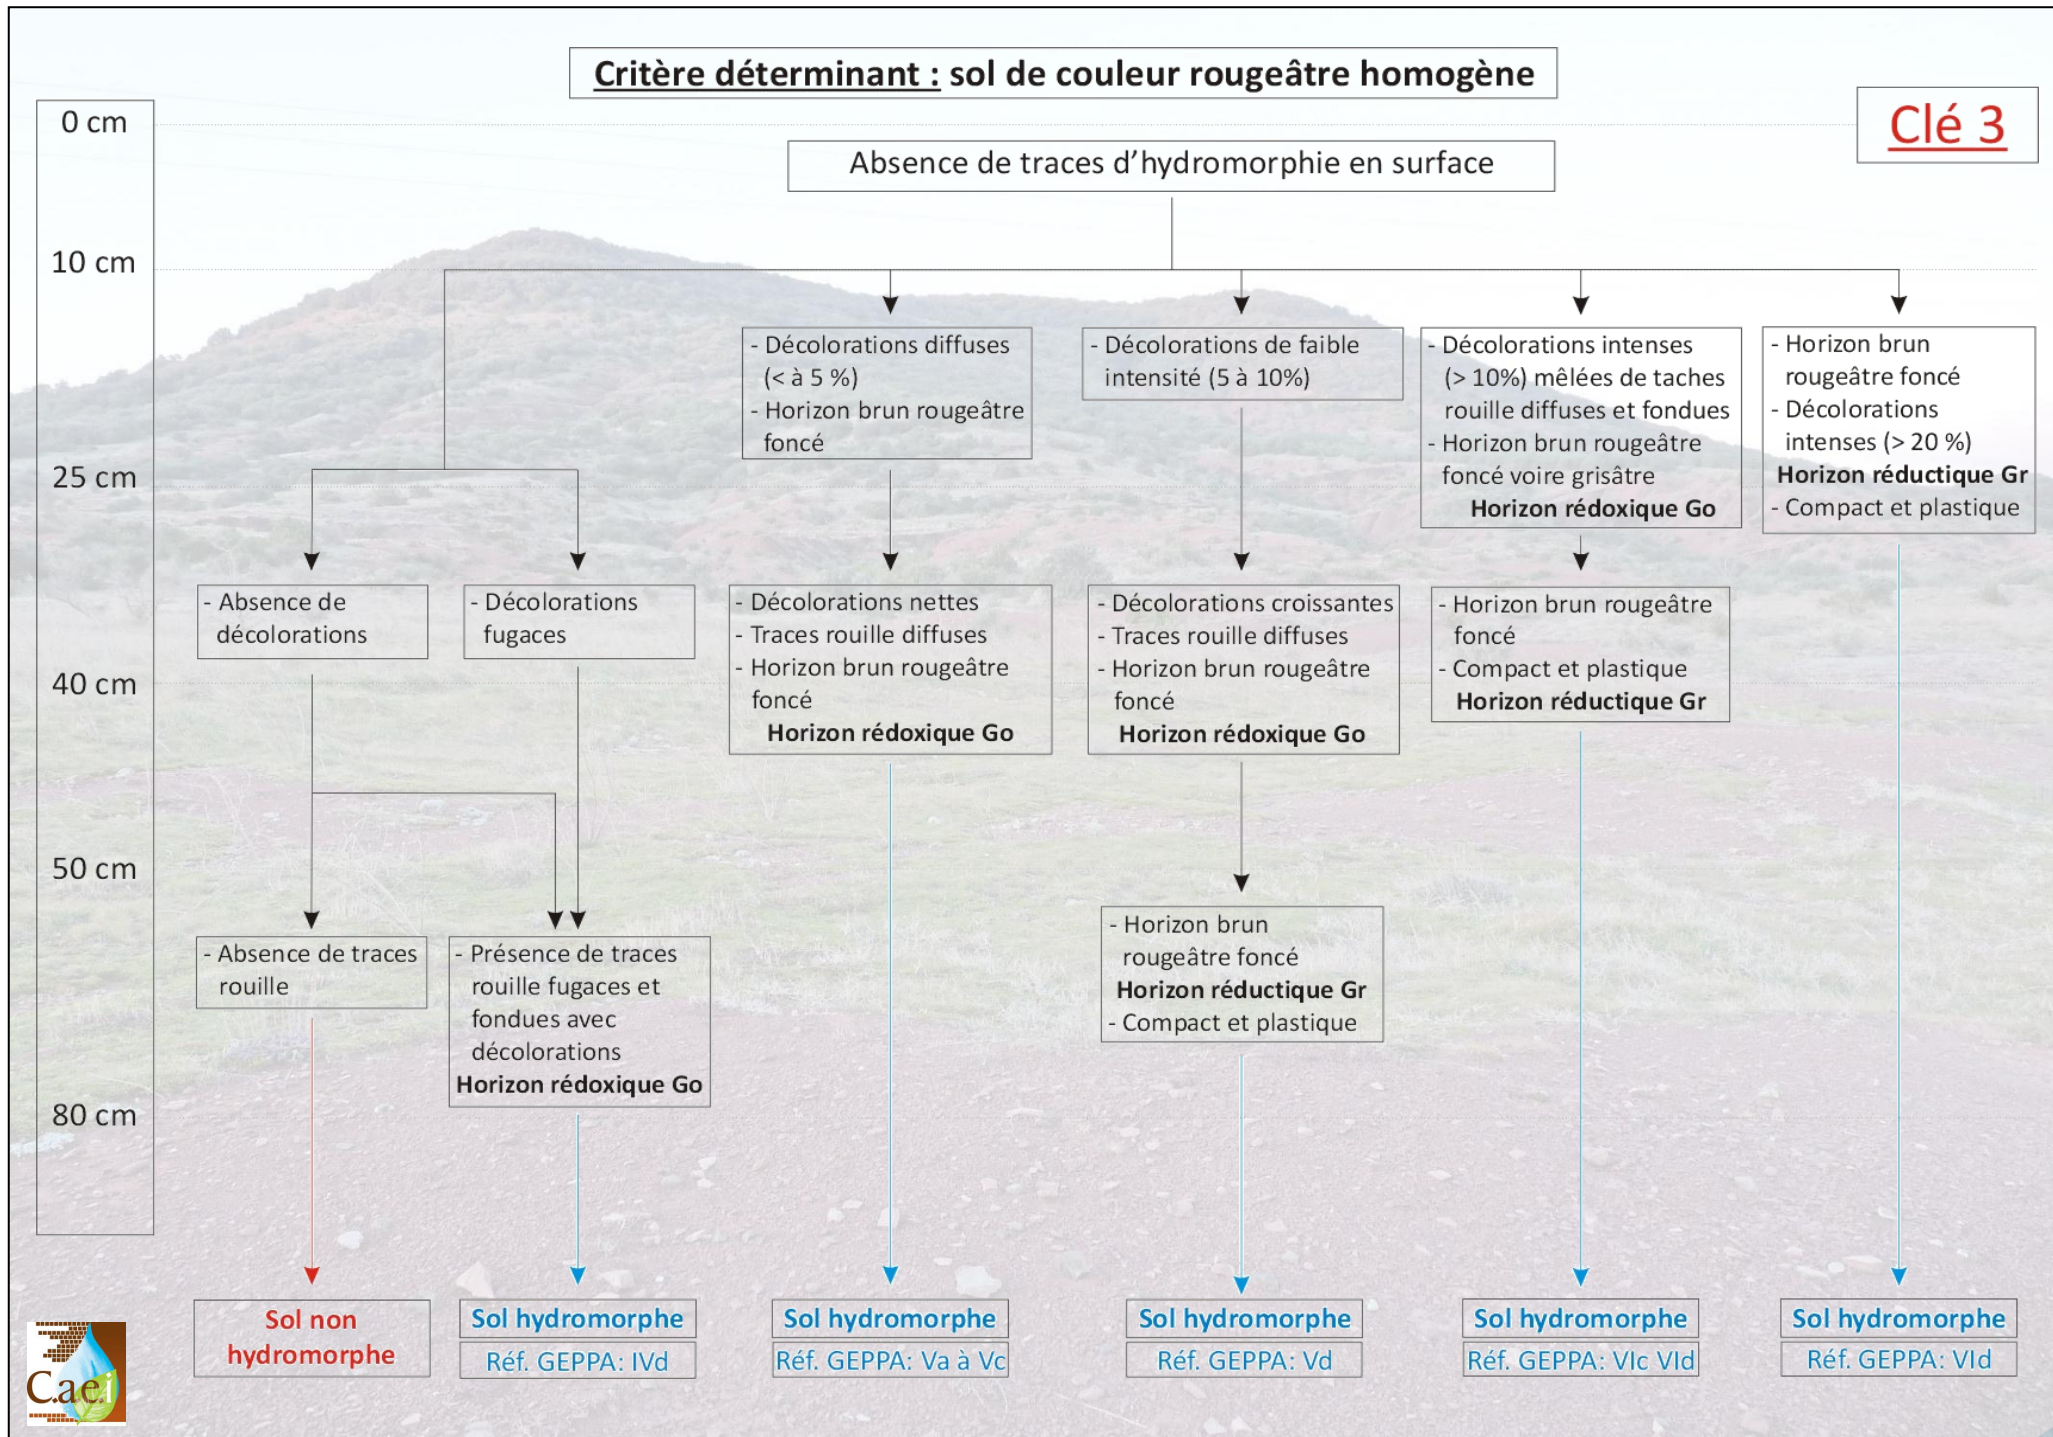 Critère déterminant : sol de couleur rougeâtre homogène
Clé 3
0 cm
10 cm
25 cm
40 cm
50 cm
80 cm
Absence de traces d'hydromorphie en surface
- Décolorations diffuses
(< à 5 %)
- Horizon brun rougeâtre
foncé
- Décolorations de faible
intensité (5 à 10%)
- Décolorations intenses
(> 10%) mêlées de taches
rouille diffuses et fondues
- Horizon brun rougeâtre
foncé voire grisâtre
Horizon rédoxique Go
- Horizon brun
rougeâtre foncé
- Décolorations
intenses (> 20 %)
Horizon réductique Gr
- Compact et plastique
- Absence de
décolorations
- Décolorations
fugaces
- Décolorations nettes
- Traces rouille diffuses
- Horizon brun rougeâtre
foncé
Horizon rédoxique Go
- Décolorations croissantes
- Traces rouille diffuses
- Horizon brun rougeâtre
foncé
Horizon rédoxique Go
- Horizon brun rougeâtre
foncé
- Compact et plastique
Horizon réductique Gr
- Absence de traces
rouille
- Présence de traces
rouille fugaces et
fondues avec
décolorations
Horizon rédoxique Go
- Horizon brun
rougeâtre foncé
Horizon réductique Gr
- Compact et plastique
Sol non
hydromorphe
Sol hydromorphe
Réf. GEPPA: IVd
Sol hydromorphe
Réf. GEPPA: Va à Vc
Sol hydromorphe
Réf. GEPPA: Vd
Sol hydromorphe
Réf. GEPPA: VIc VId
Sol hydromorphe
Réf. GEPPA: VId
C.a.e.i